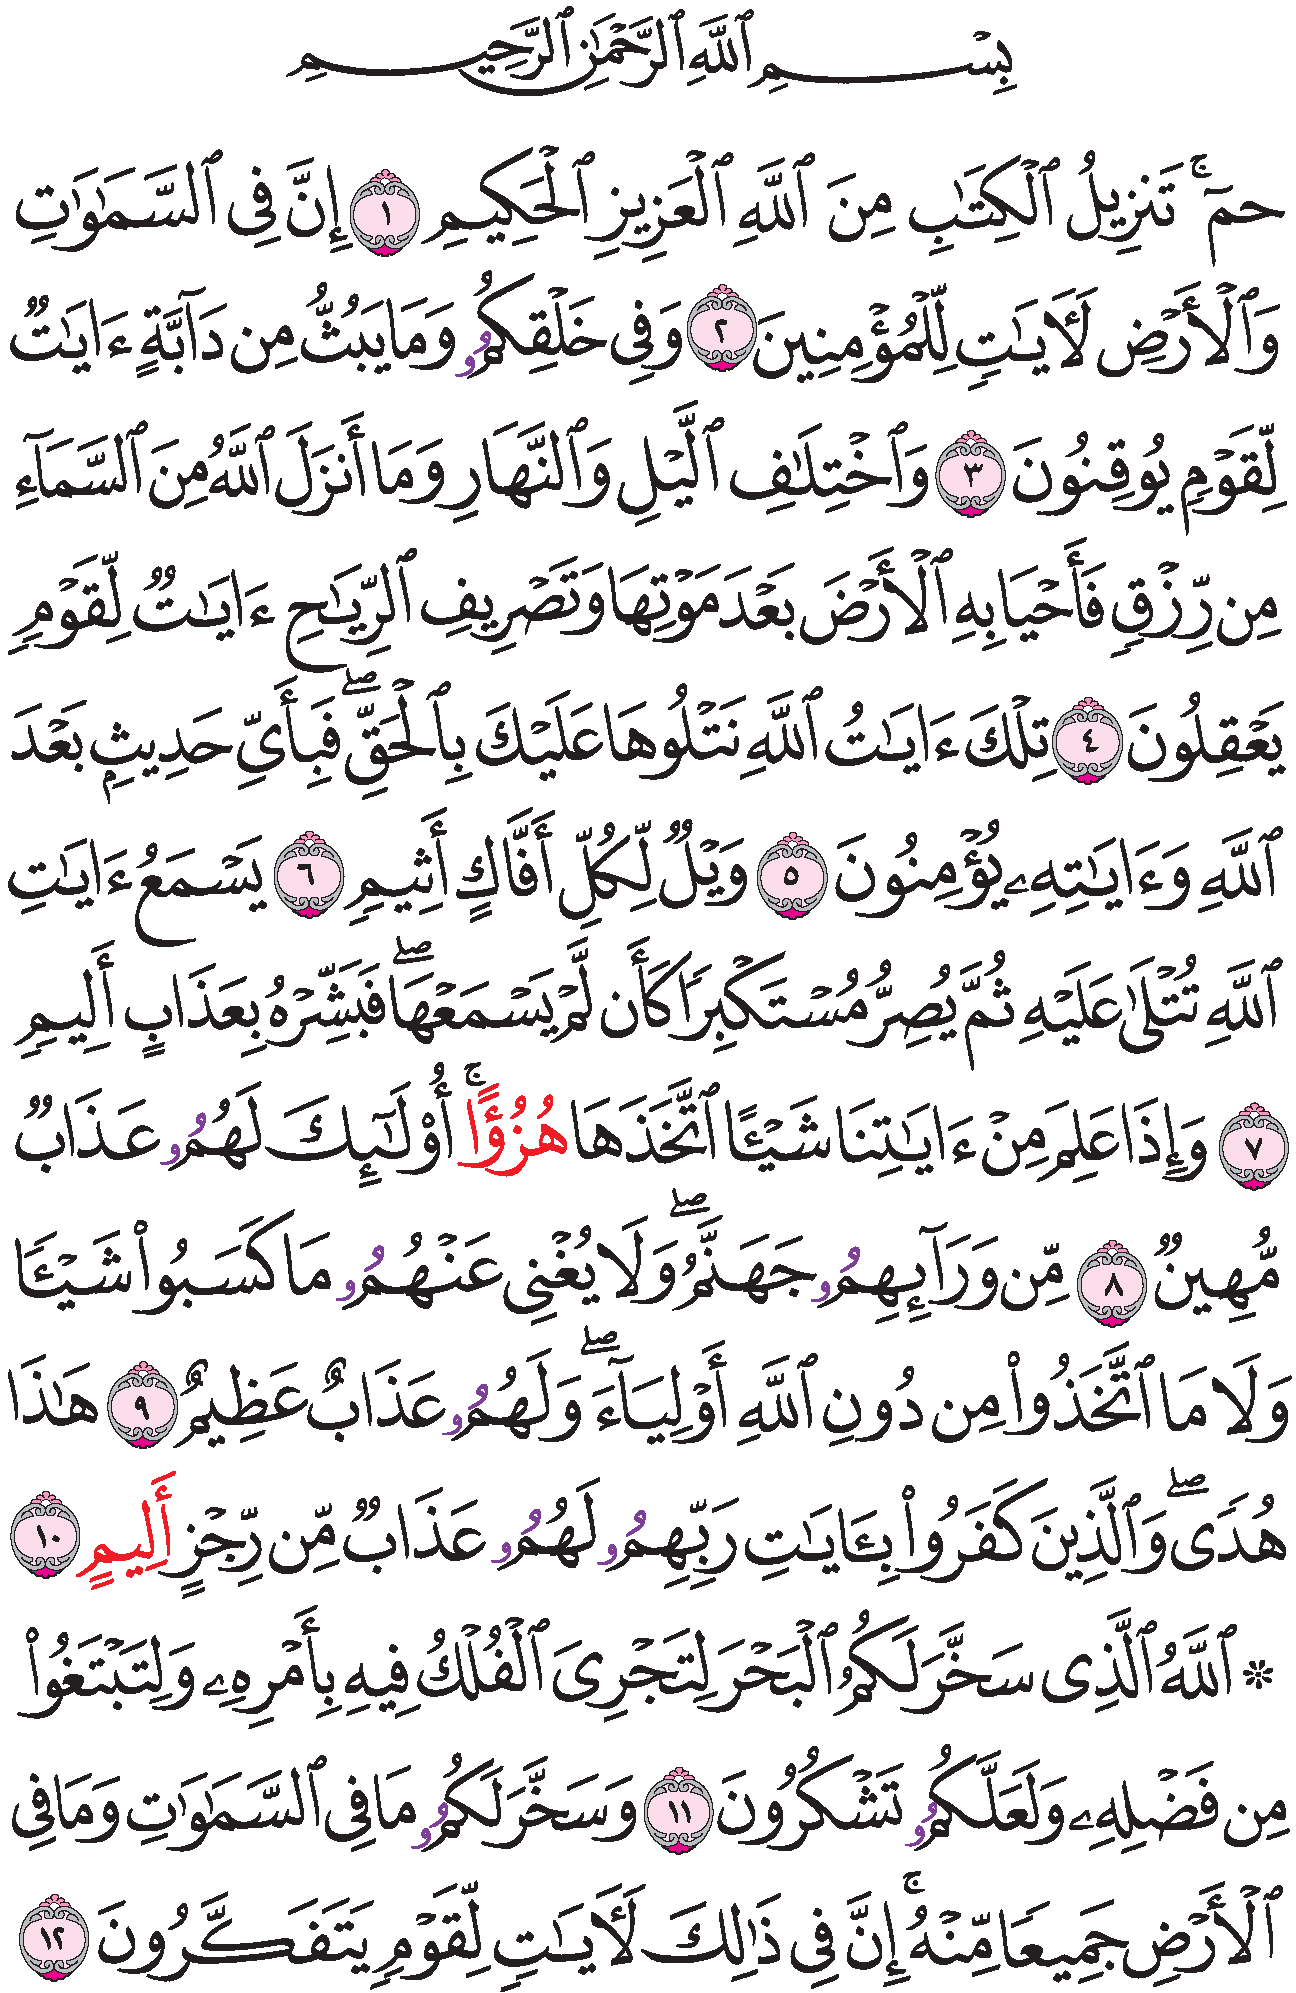 بِسْمِ ٱللَّهِ ٱلرَّحْمَٰنِ ٱلرَّحِيمِ
حمٓ ۚ تَنزِيلُ ٱلْكِتَٰبِ مِنَ ٱللَّهِ ٱلْعَزِيزِ ٱلْحَكِيمِ ١ إِنَّ فِى ٱلسَّمَٰوَٰتِ
وَٱلْأَرْضِ لَأٓيَٰتٍ لِّلْمُؤْمِنِينَ ٢ وَفِى خَلْقِكُمُۥ وَمَا يَبُثُّ مِن دَآبَّةٍ ءَايَٰتٌ
لِّقَوْمٍ يُوقِنُونَ ٣ وَٱخْتِلَٰفِ ٱلَّيْلِ وَٱلنَّهَارِ وَمَا أَنزَلَ ٱللَّهُ مِنَ ٱلسَّمَآءِ
مِن رِّزْقٍ فَأَحْيَا بِهِ ٱلْأَرْضَ بَعْدَ مَوْتِهَا وَتَصْرِيفِ ٱلرِّيَٰحِ ءَايَٰتٌ لِّقَوْمٍ
يَعْقِلُونَ ٤ تِلْكَ ءَايَٰتُ ٱللَّهِ نَتْلُوهَا عَلَيْكَ بِٱلْحَقِّ ۖ فَبِأَىِّ حَدِيثٍ بَعْدَ
ٱللَّهِ وَءَايَٰتِهِۦ يُؤْمِنُونَ ٥ وَيْلٌ لِّكُلِّ أَفَّاكٍ أَثِيمٍ ٦ يَسْمَعُ ءَايَٰتِ
ٱللَّهِ تُتْلَىٰ عَلَيْهِ ثُمَّ يُصِرُّ مُسْتَكْبِرًا كَأَن لَّمْ يَسْمَعْهَا ۖ فَبَشِّرْهُ بِعَذَابٍ أَلِيمٍ
٧ وَإِذَا عَلِمَ مِنْ ءَايَٰتِنَا شَيْـًٔا ٱتَّخَذَهَا هُزُؤًا ۚ أُوْلَٰٓئِكَ لَهُمُۥ عَذَابٌ
مُّهِينٌ ٨ مِّن وَرَآئِهِمُۥ جَهَنَّمُ ۖ وَلَا يُغْنِى عَنْهُمُۥ مَا كَسَبُوا۟ شَيْـًٔا
وَلَا مَا ٱتَّخَذُوا۟ مِن دُونِ ٱللَّهِ أَوْلِيَآءَ ۖ وَلَهُمُۥ عَذَابٌ عَظِيمٌ ٩ هَٰذَا
هُدًى ۖ وَٱلَّذِينَ كَفَرُوا۟ بِـَٔايَٰتِ رَبِّهِمُۥ لَهُمُۥ عَذَابٌ مِّن رِّجْزٍ أَلِيمٍ ١٠
۞ ٱللَّهُ ٱلَّذِى سَخَّرَ لَكُمُ ٱلْبَحْرَ لِتَجْرِىَ ٱلْفُلْكُ فِيهِ بِأَمْرِهِۦ وَلِتَبْتَغُوا۟
مِن فَضْلِهِۦ وَلَعَلَّكُمُۥ تَشْكُرُونَ ١١ وَسَخَّرَ لَكُمُۥ مَا فِى ٱلسَّمَٰوَٰتِ وَمَا فِى
ٱلْأَرْضِ جَمِيعًا مِّنْهُ ۚ إِنَّ فِى ذَٰلِكَ لَأٓيَٰتٍ لِّقَوْمٍ يَتَفَكَّرُونَ ١٢